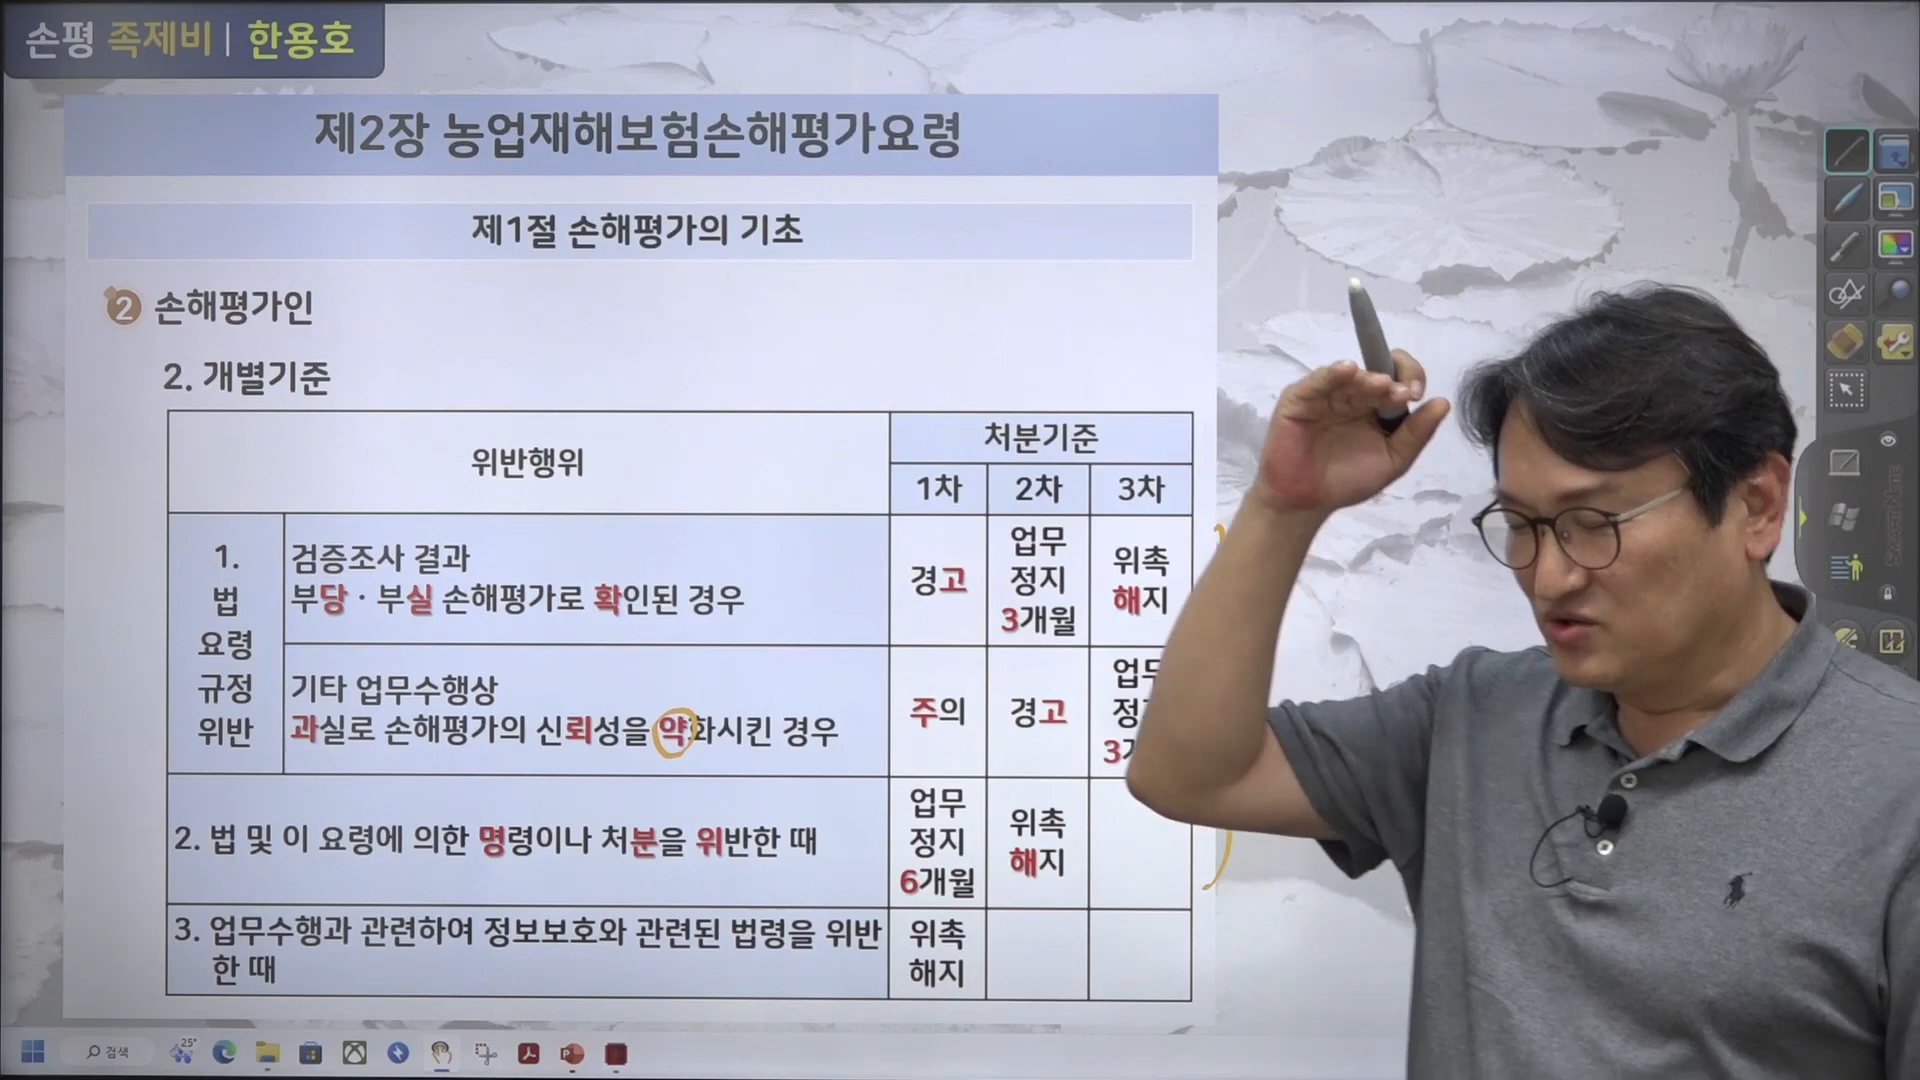 손평 족제비 | 한용호
제2장 농업재해보험손해평가요령
제1절 손해평가의 기초
2 손해평가인
2. 개별기준
위반행위
처분기준
1차 2차 3차
1.
법
요령
규정
위반
검증조사 결과
부당·부실 손해평가로 확인된 경우
경고
업무
정지
3개월
위촉
해지
기타 업무수행상
과실로 손해평가의 신뢰성을 약화시킨 경우
주의
경고
3
2. 법 및 이 요령에 의한 명령이나 처분을 위반한 때
업무
정지
6개월
위촉
해지
3. 업무수행과 관련하여 정보보호와 관련된 법령을 위반
한 때
위촉
해지
검색
25°